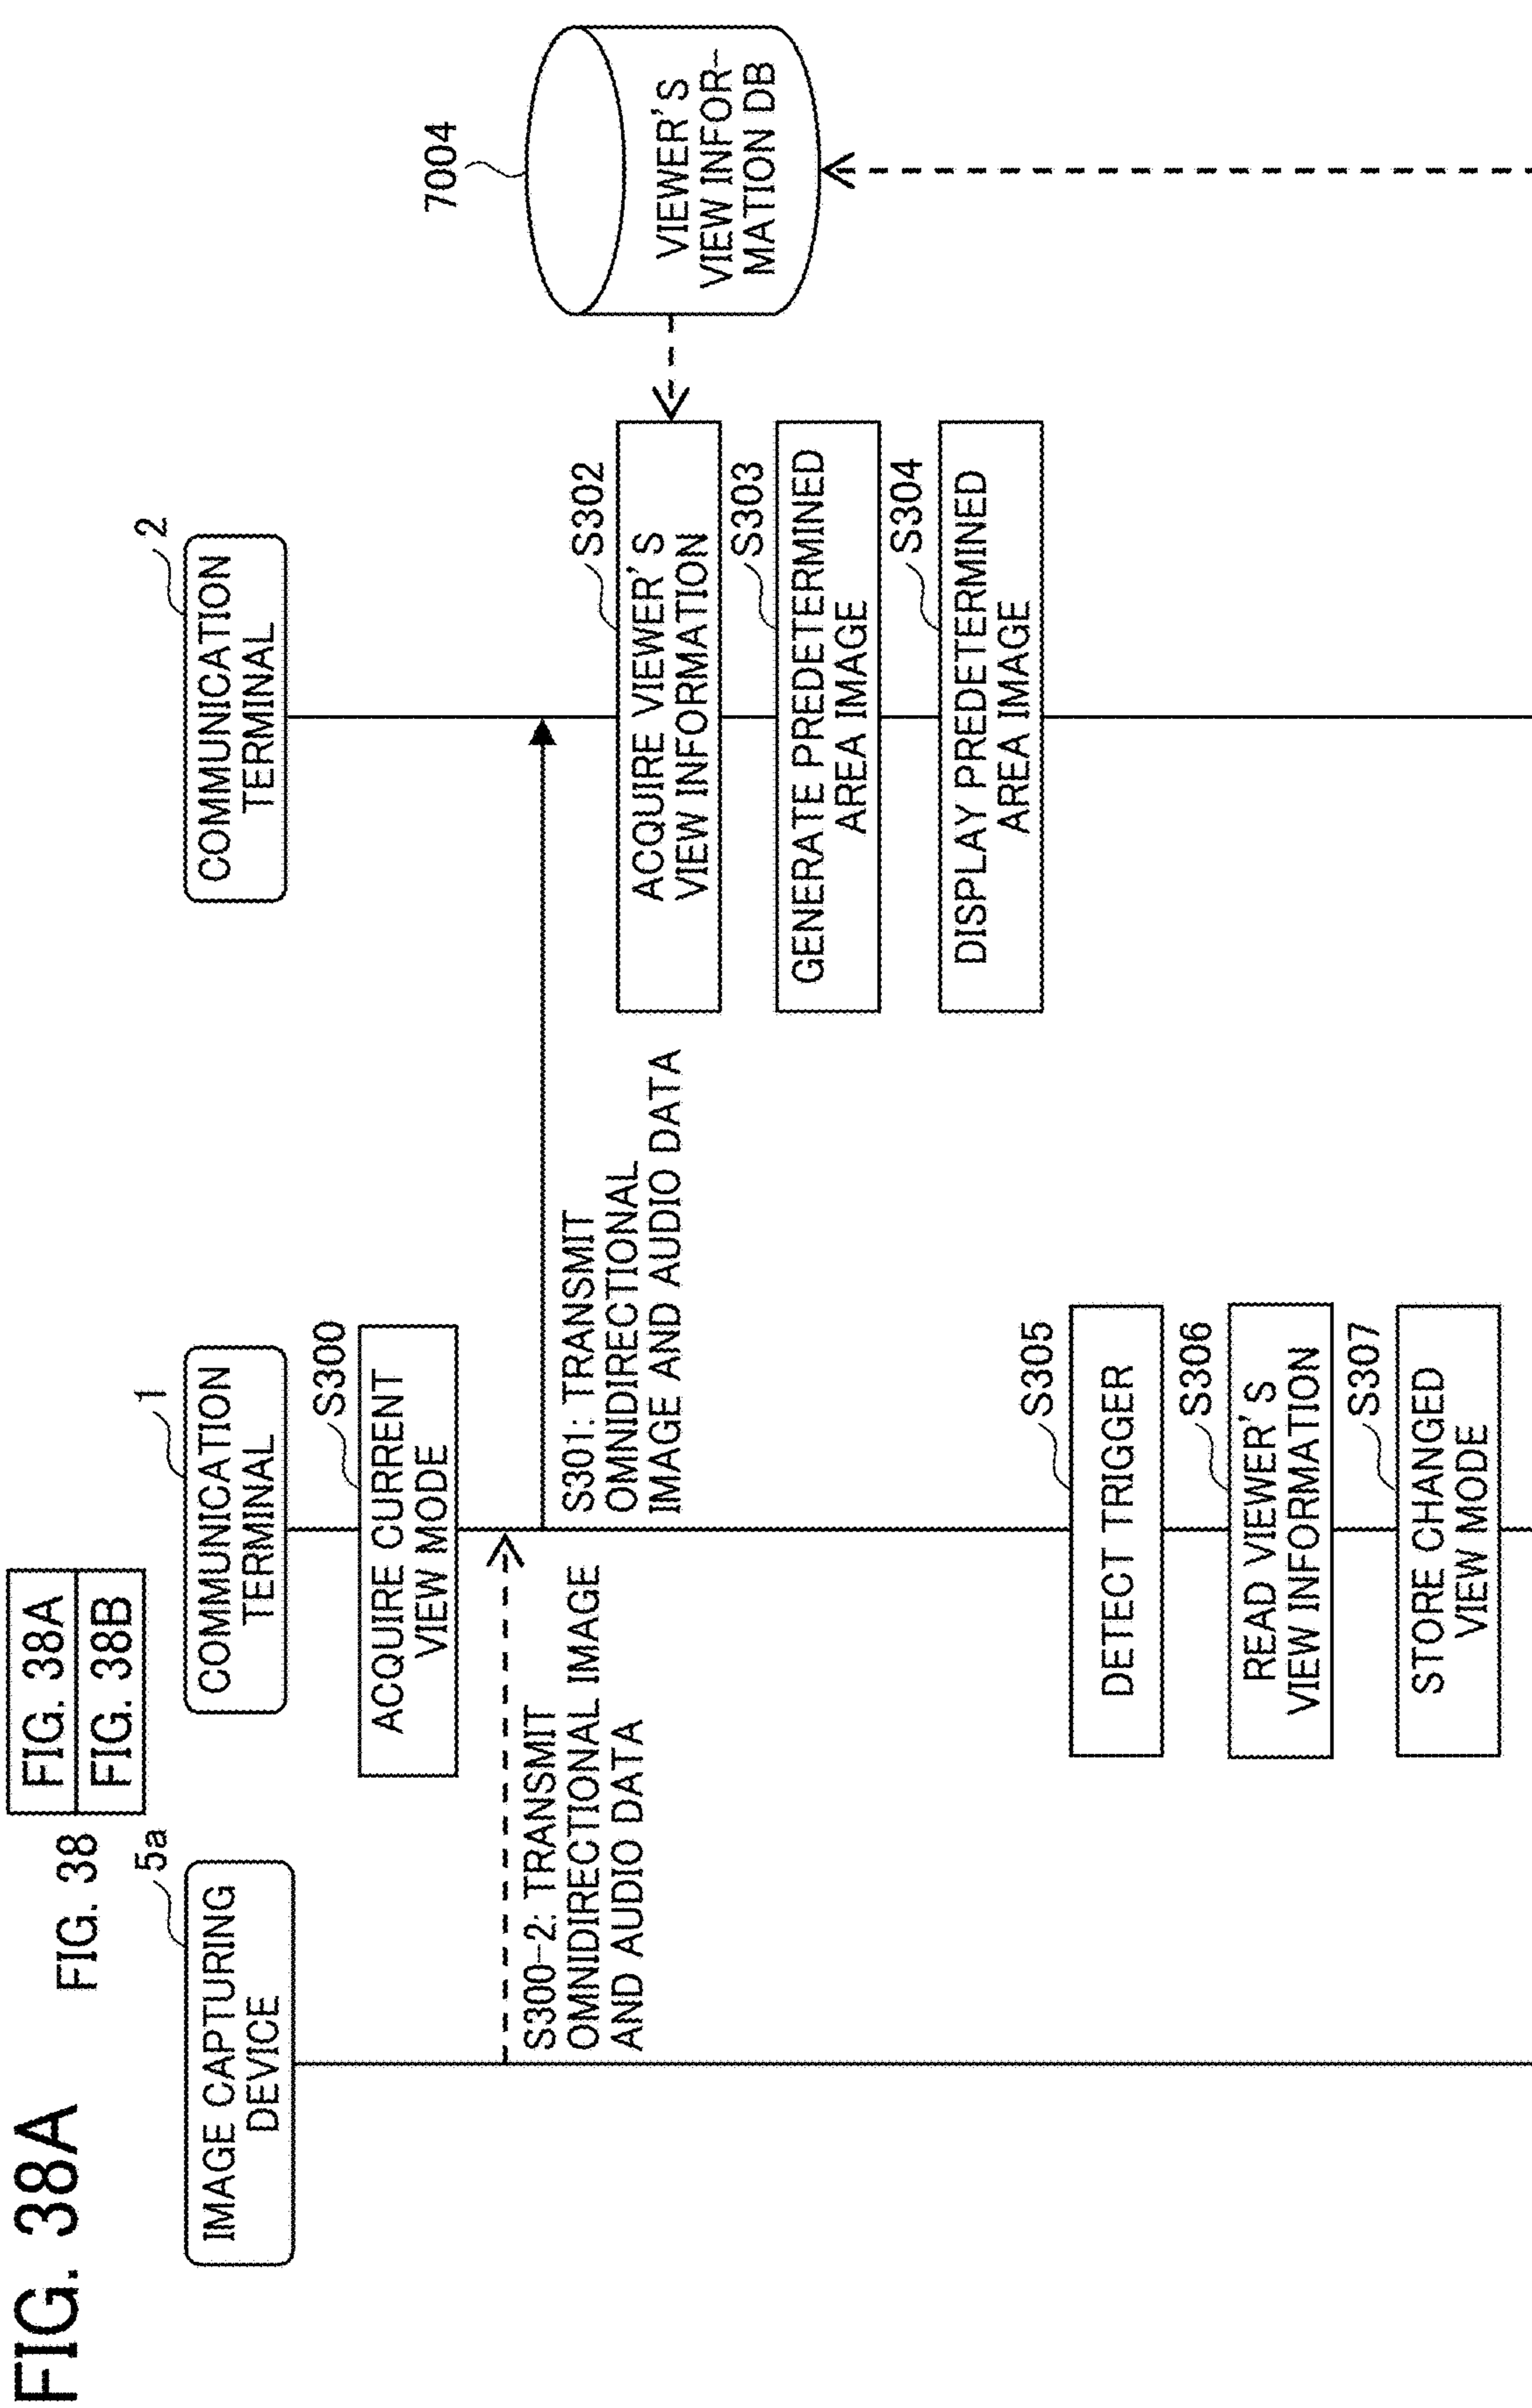 FIG. 38A
FIG. 38
FIG. 38A
FIG. 38B
5a
IMAGE CAPTURING
DEVICE
1
COMMUNICATION
TERMINAL
2
COMMUNICATION
TERMINAL
S300
ACQUIRE CURRENT
VIEW MODE
7004
VIEWER'S
VIEW INFOR-
MATION DB
S300-2: TRANSMIT
OMNIDIRECTIONAL IMAGE
AND AUDIO DATA
S301: TRANSMIT
OMNIDIRECTIONAL
IMAGE AND AUDIO DATA
S302
ACQUIRE VIEWER'S
VIEW INFORMATION
S303
GENERATE PREDETERMINED
AREA IMAGE
S304
DISPLAY PREDETERMINED
AREA IMAGE
S305
DETECT TRIGGER
S306
READ VIEWER'S
VIEW INFORMATION
S307
STORE CHANGED
VIEW MODE